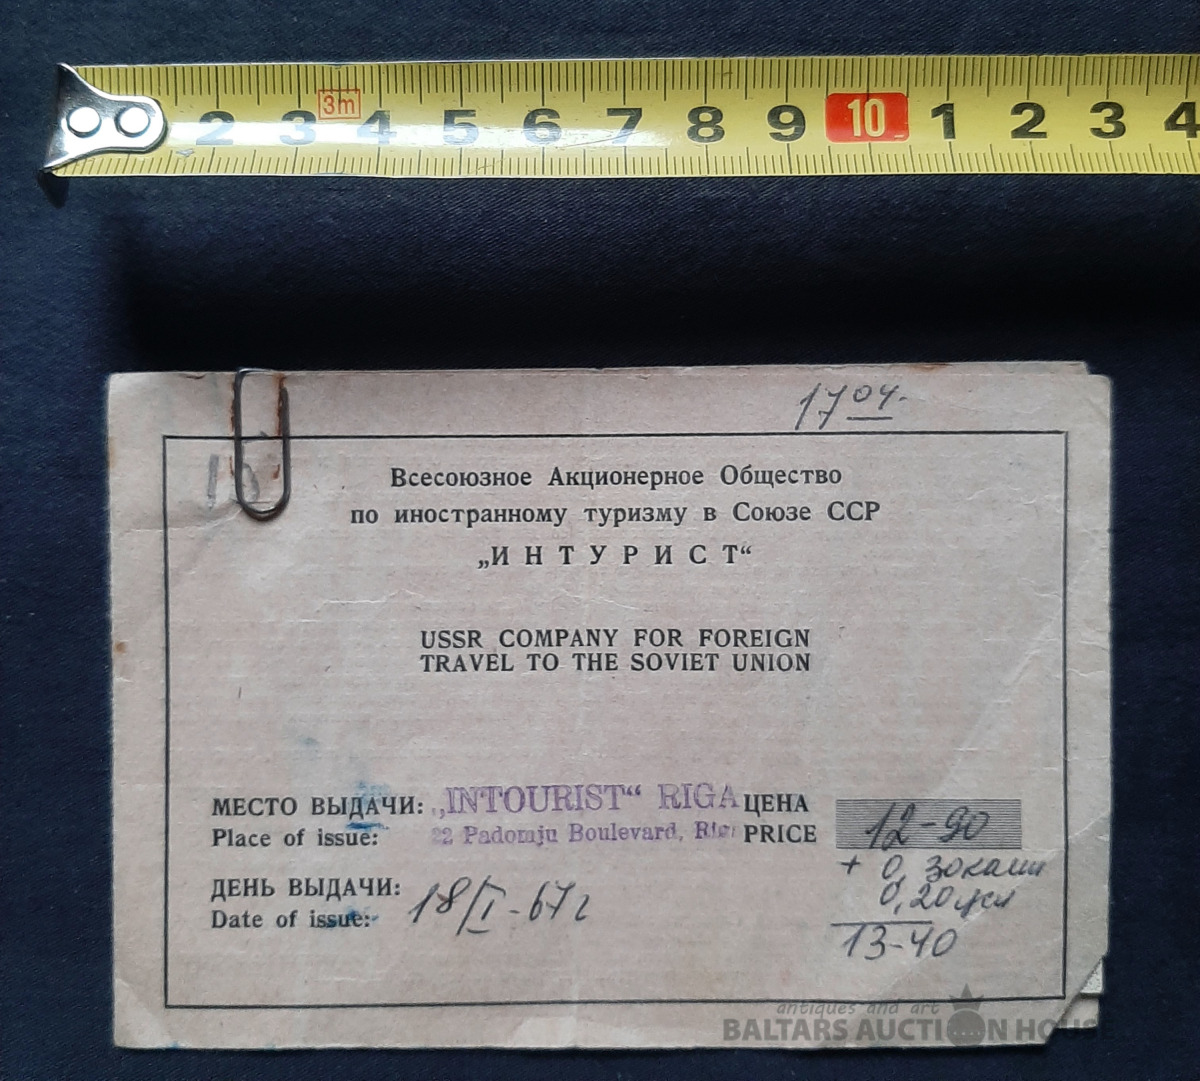 2 3 3m 4 5 6 7 8 9 10 1 2 3 4
17 04.
Всесоюзное Акционерное Общество
по иностранному туризму в Союзе ССР
„ИНТУРИСТ“
USSR COMPANY FOR FOREIGN
TRAVEL TO THE SOVIET UNION
МЕСТО ВЫДАЧИ: „INTOURIST“ RIGA ЦЕНА 12-90
Place of issue: 22 Padomju Boulevard, PRICE
+ 0,30
ДЕНЬ ВЫДАЧИ: 0,20
Date of issue: 18/I-67г
13-40
antiques and art
BALTARS AUCTION HOUSE